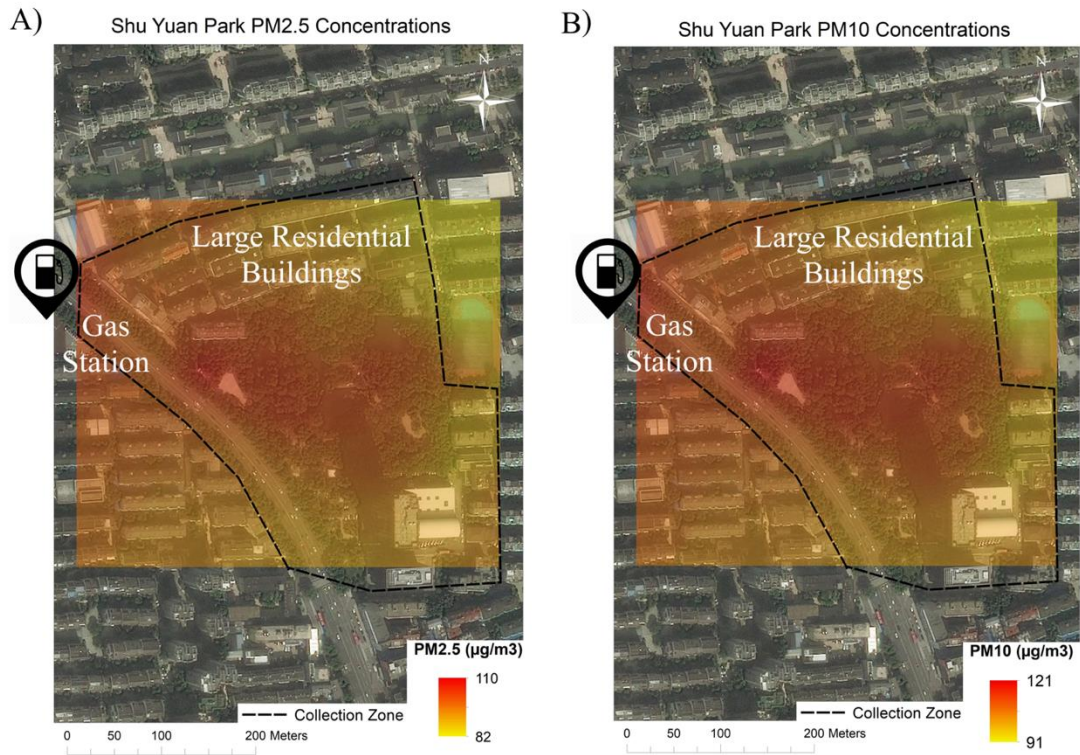 A)
Shu Yuan Park PM2.5 Concentrations
N
Large Residential
Buildings
Gas
Station
PM2.5 (µg/m3)
110
82
Collection Zone
0 50 100 200 Meters
B)
Shu Yuan Park PM10 Concentrations
N
Large Residential
Buildings
Gas
Station
PM10 (µg/m3)
121
91
Collection Zone
0 50 100 200 Meters